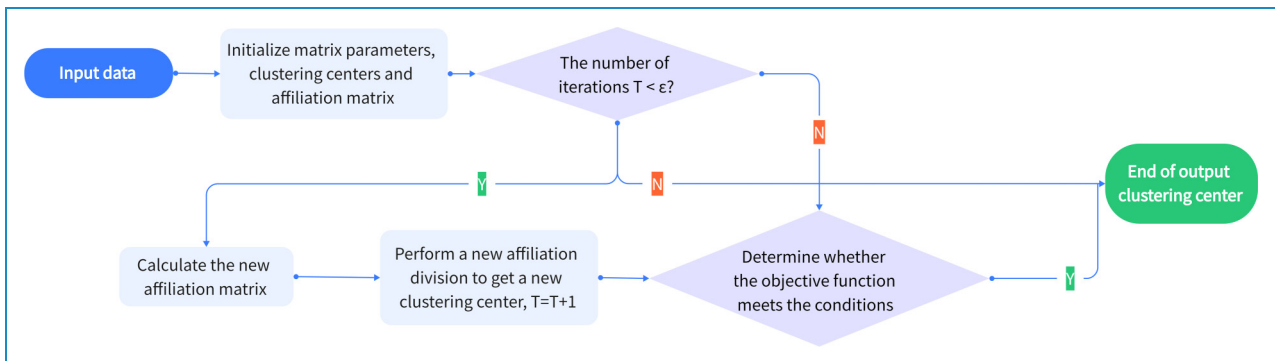 Input data
Initialize matrix parameters,
clustering centers and
affiliation matrix
The number of
iterations T < ε?
N
Y
N
End of output
clustering center
Calculate the new
affiliation matrix
Perform a new affiliation
division to get a new
clustering center, T=T+1
Determine whether
the objective function
meets the conditions
Y